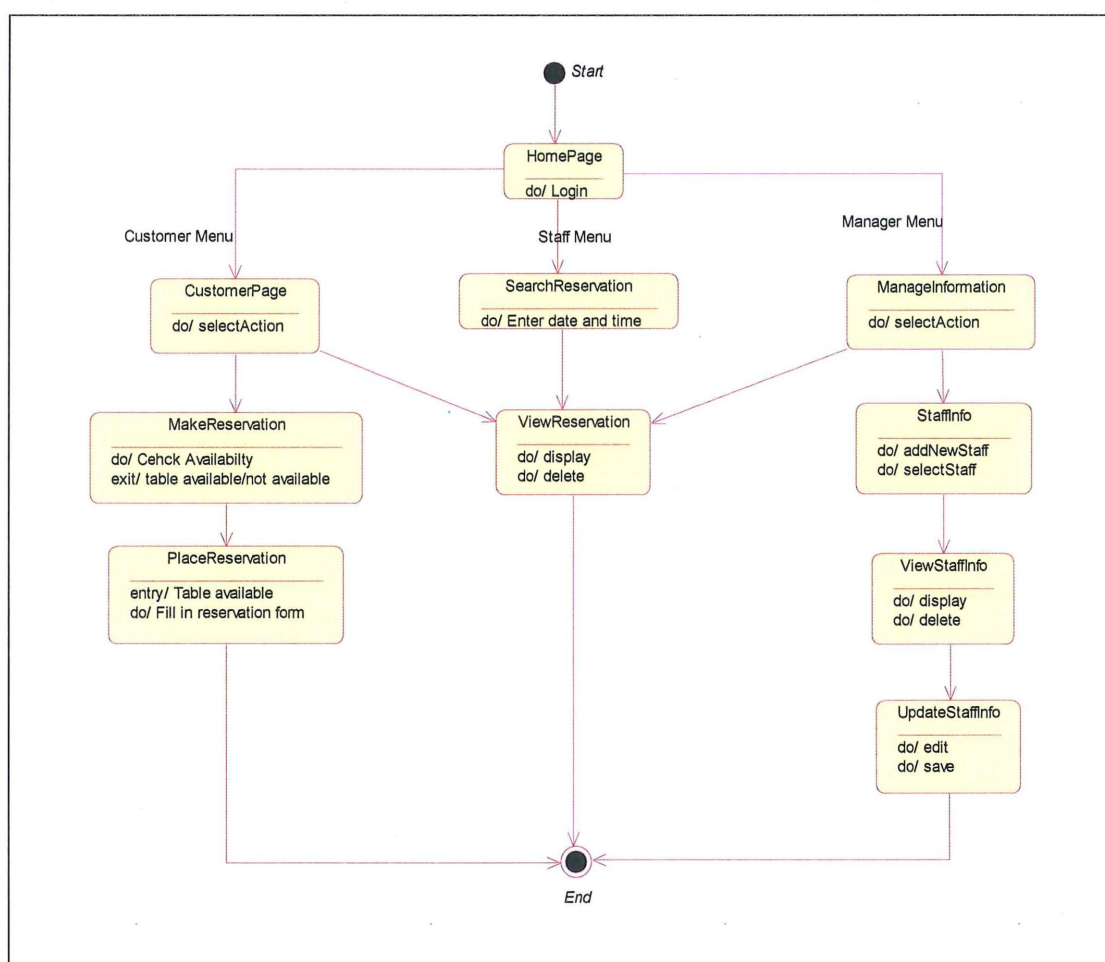 Start
HomePage
do/ Login
Customer Menu
Staff Menu
Manager Menu
CustomerPage
do/ selectAction
SearchReservation
do/ Enter date and time
ManageInformation
do/ selectAction
MakeReservation
do/ Cehck Availabilty
exit/ table available/not available
ViewReservation
do/ display
do/ delete
StaffInfo
do/ addNewStaff
do/ selectStaff
PlaceReservation
entry/ Table available
do/ Fill in reservation form
ViewStaffInfo
do/ display
do/ delete
UpdateStaffInfo
do/ edit
do/ save
End